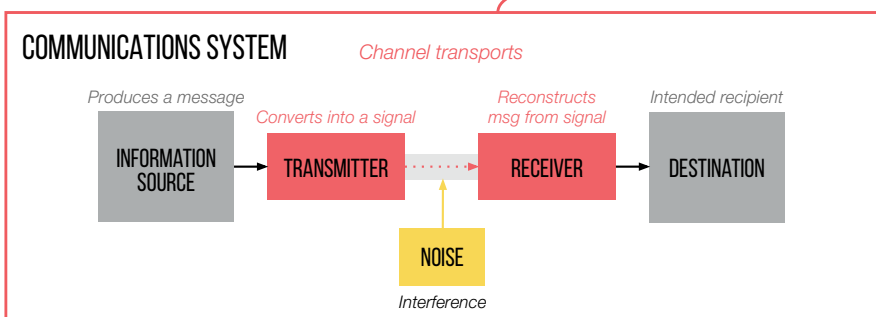 COMMUNICATIONS SYSTEM
Channel transports
Produces a message
Converts into a signal
Reconstructs
msg from signal
Intended recipient
INFORMATION
SOURCE
TRANSMITTER
RECEIVER
DESTINATION
NOISE
Interference